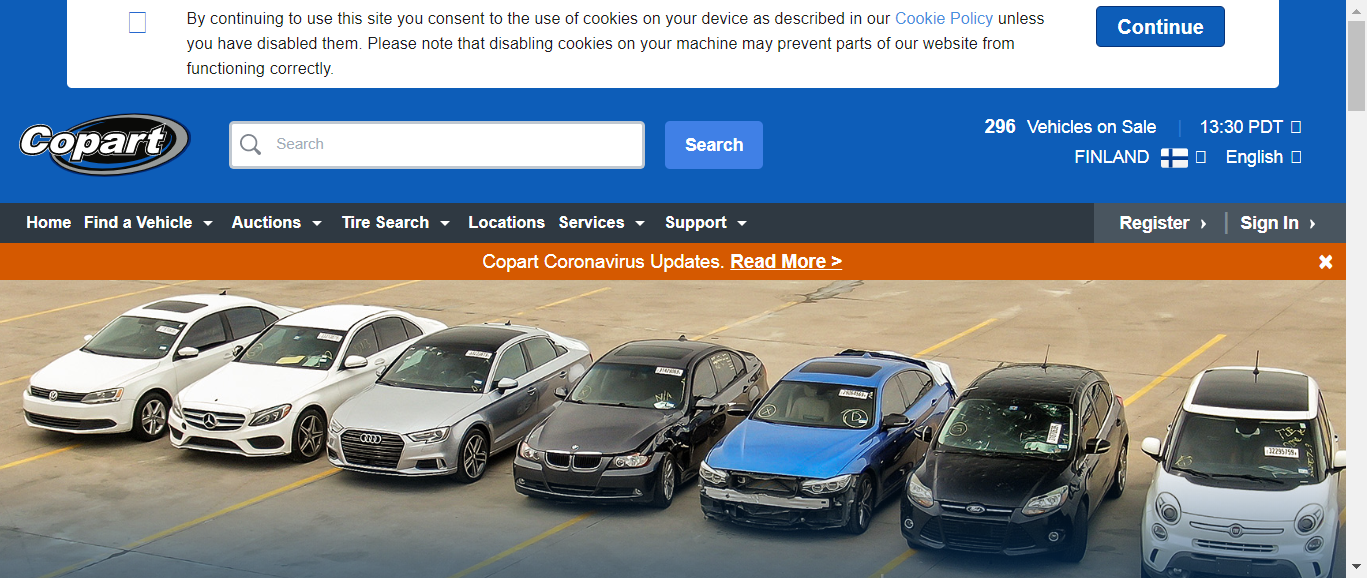 By continuing to use this site you consent to the use of cookies on your device as described in our Cookie Policy unless
you have disabled them. Please note that disabling cookies on your machine may prevent parts of our website from
functioning correctly.
Continue
Copart
Search
Search
296 Vehicles on Sale
13:30 PDT
FINLAND
English
Home
Find a Vehicle
Auctions
Tire Search
Locations
Services
Support
Register
Sign In
Copart Coronavirus Updates. Read More >